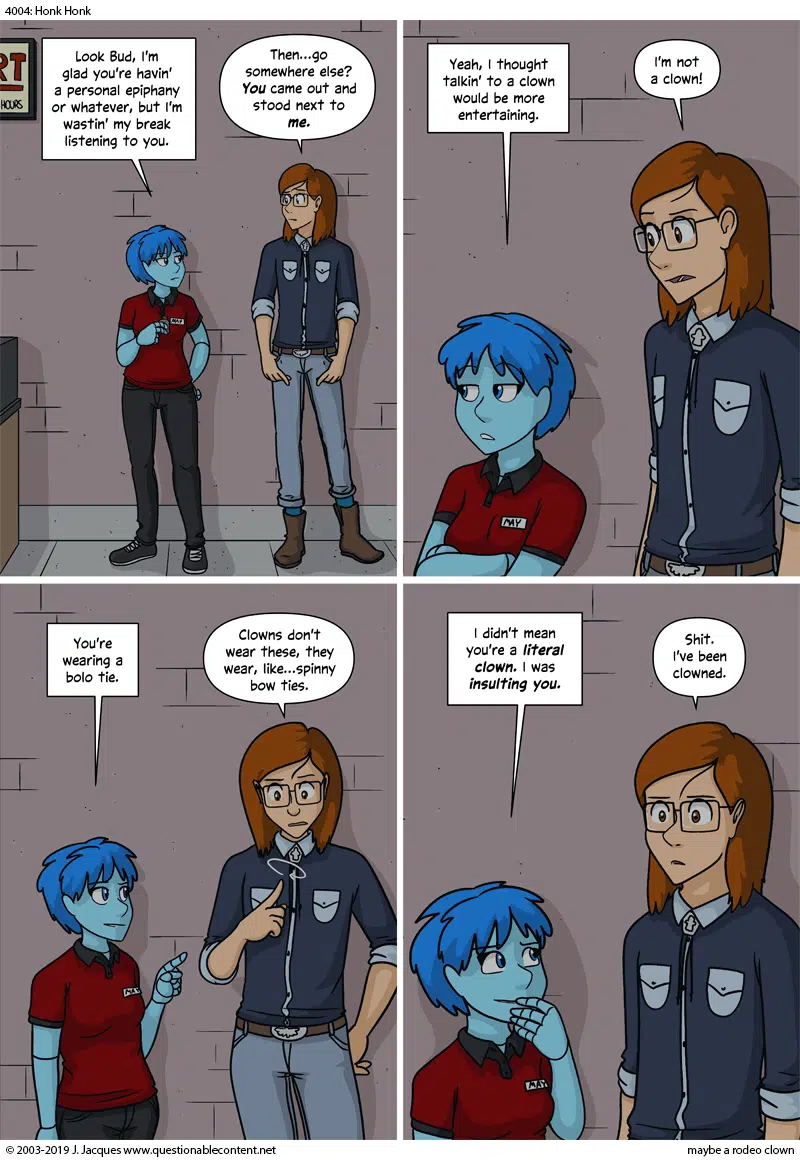 4004: Honk Honk
RT
HOURS
Look Bud, I'm
glad you're havin'
a personal epiphany
or whatever, but I'm
wastin' my break
listening to you.
Then...go
somewhere else?
You came out and
stood next to
me.
MAY
Yeah, I thought
talkin' to a clown
would be more
entertaining.
I'm not
a clown!
MAY
You're
wearing a
bolo tie.
Clowns don't
wear these, they
wear, like...spinny
bow ties.
MAY
I didn't mean
you're a literal
clown. I was
insulting you.
Shit.
I've been
clowned.
MAY
© 2003-2019 J. Jacques www.questionablecontent.net
maybe a rodeo clown